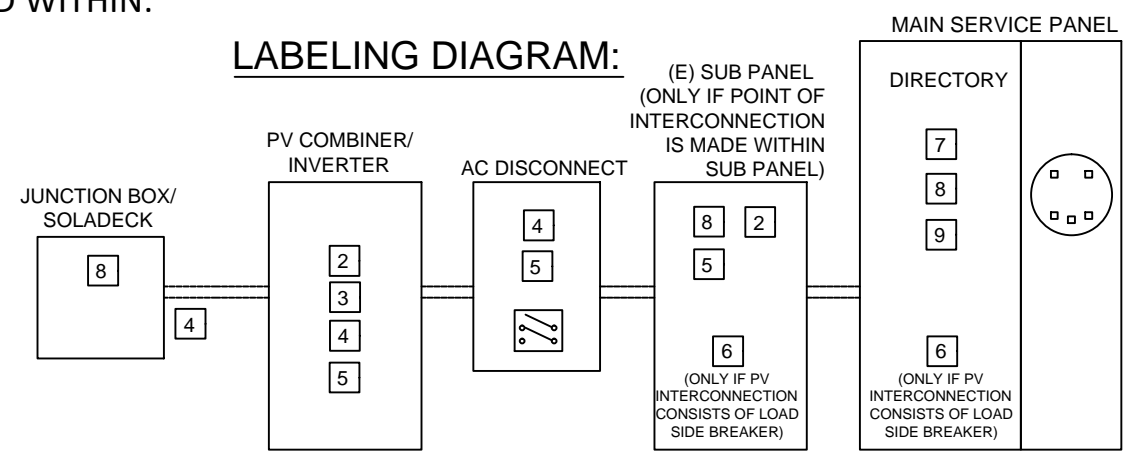 D WITHIN.
LABELING DIAGRAM:
JUNCTION BOX/
SOLADECK
8
4
PV COMBINER/
INVERTER
2
3
4
5
AC DISCONNECT
4
5
(E) SUB PANEL
(ONLY IF POINT OF
INTERCONNECTION
IS MADE WITHIN
SUB PANEL)
8 2
5
6
(ONLY IF PV
INTERCONNECTION
CONSISTS OF LOAD
SIDE BREAKER)
MAIN SERVICE PANEL
DIRECTORY
7
8
9
6
(ONLY IF PV
INTERCONNECTION
CONSISTS OF LOAD
SIDE BREAKER)